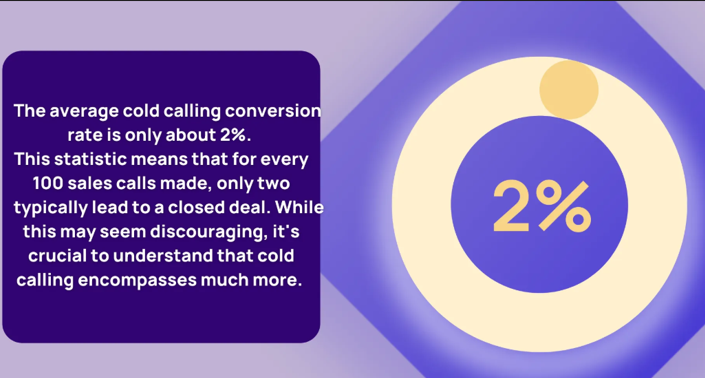 The average cold calling conversion
rate is only about 2%.
This statistic means that for every
100 sales calls made, only two
typically lead to a closed deal. While
this may seem discouraging, it's
crucial to understand that cold
calling encompasses much more.
2%